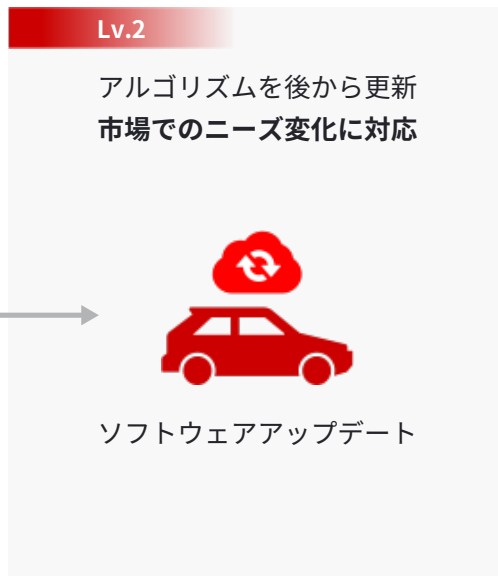 Lv.2
アルゴリズムを後から更新
市場でのニーズ変化に対応
ソフトウェアアップデート